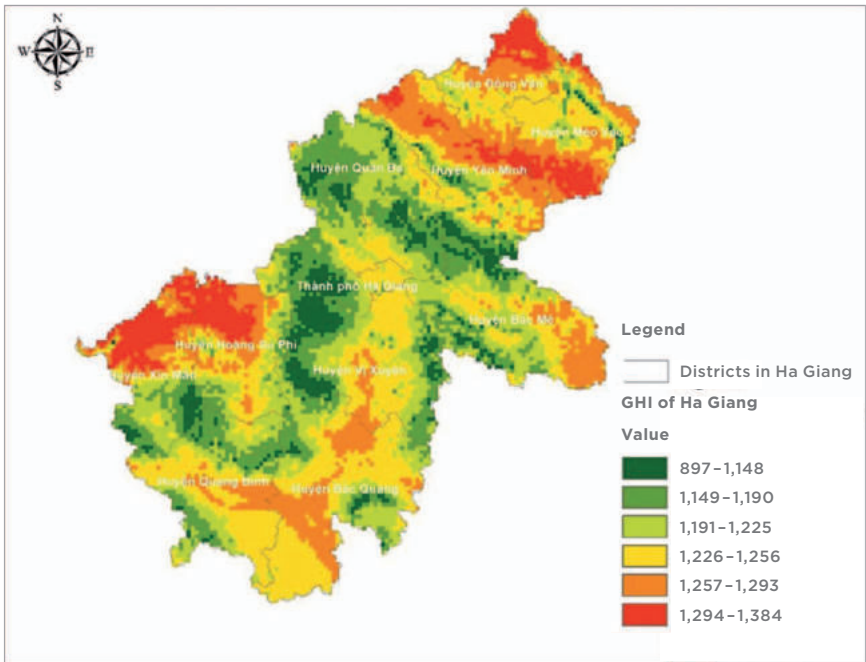 N
W E
S
Huyện Đồng Văn
Huyện Mèo Vạc
Huyện Quản Bạ
Huyện Yên Minh
Thành phố Hà Giang
Huyện Bắc Mê
Huyện Hoàng Su Phì
Huyện Vị Xuyên
Huyện Xín Mần
Huyện Quang Bình
Huyện Bắc Quang
Legend
Districts in Ha Giang
GHI of Ha Giang
Value
897–1,148
1,149–1,190
1,191–1,225
1,226–1,256
1,257–1,293
1,294–1,384